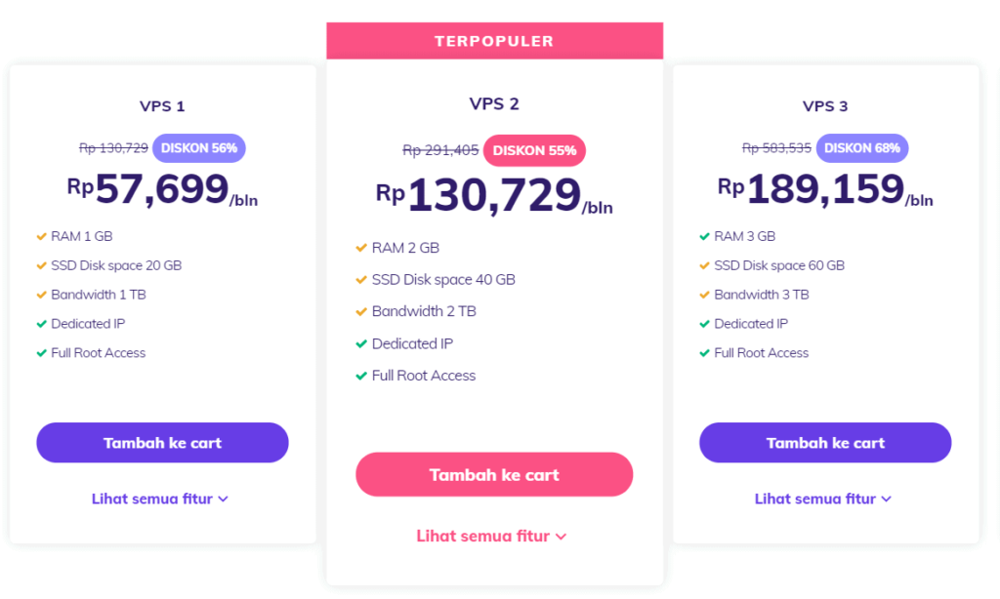 TERPOPULER
VPS 1
Rp 130,729 DISKON 56%
Rp57,699/bln
RAM 1 GB
SSD Disk space 20 GB
Bandwidth 1 TB
Dedicated IP
Full Root Access
Tambah ke cart
Lihat semua fitur
VPS 2
Rp 291,405 DISKON 55%
Rp130,729/bln
RAM 2 GB
SSD Disk space 40 GB
Bandwidth 2 TB
Dedicated IP
Full Root Access
Tambah ke cart
Lihat semua fitur
VPS 3
Rp 583,535 DISKON 68%
Rp189,159/bln
RAM 3 GB
SSD Disk space 60 GB
Bandwidth 3 TB
Dedicated IP
Full Root Access
Tambah ke cart
Lihat semua fitur